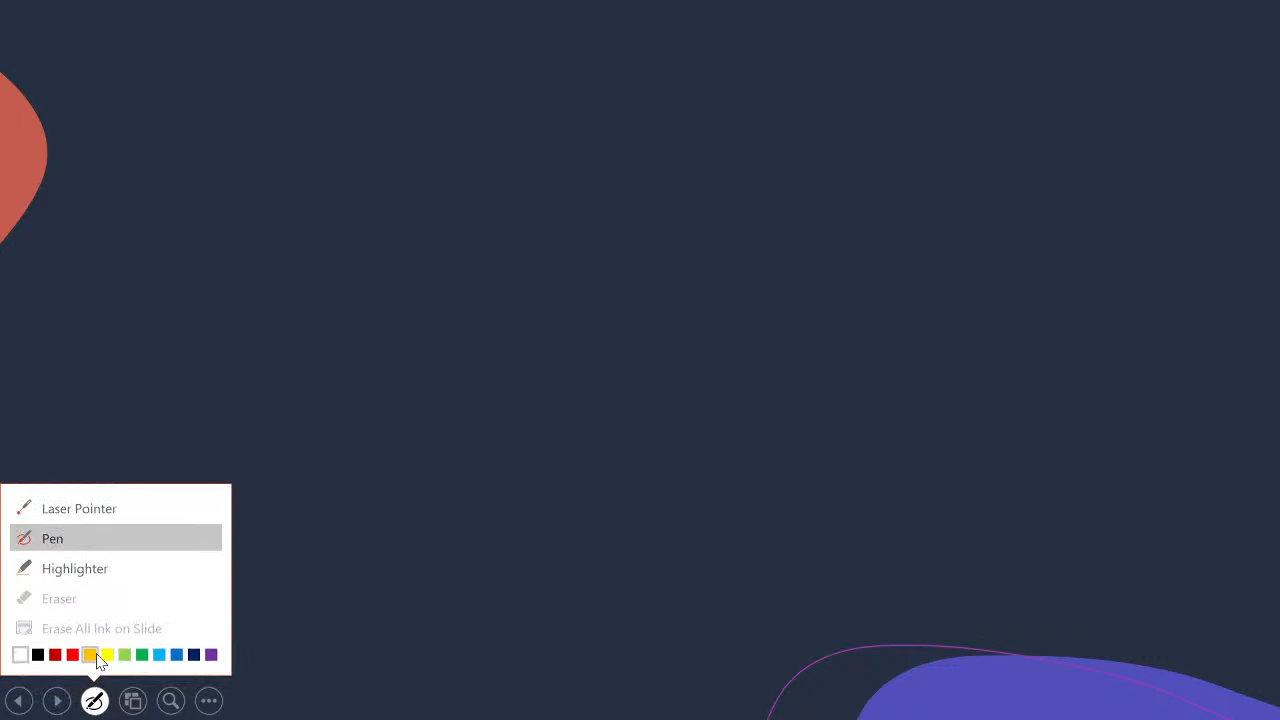 Laser Pointer
Pen
Highlighter
Eraser
Erase All Ink on Slide